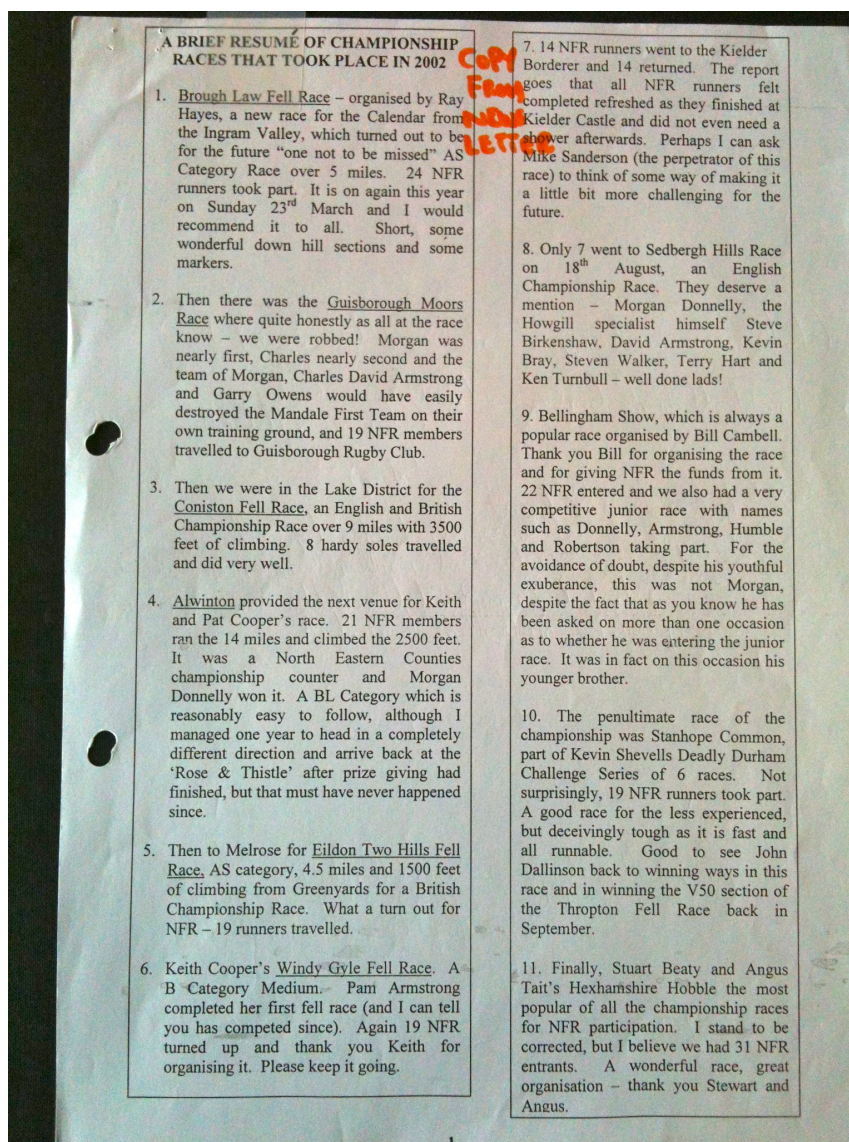 A BRIEF RESUMÉ OF CHAMPIONSHIP
RACES THAT TOOK PLACE IN 2002
1. Brough Law Fell Race – organised by Ray
Hayes, a new race for the Calendar from
the Ingram Valley, which turned out to be
for the future “one not to be missed” AS
Category Race over 5 miles. 24 NFR
runners took part. It is on again this year
on Sunday 23rd March and I would
recommend it to all. Short, some
wonderful down hill sections and some
markers.
2. Then there was the Guisborough Moors
Race where quite honestly as all at the race
know – we were robbed! Morgan was
nearly first, Charles nearly second and the
team of Morgan, Charles David Armstrong
and Garry Owens would have easily
destroyed the Mandale First Team on their
own training ground, and 19 NFR members
travelled to Guisborough Rugby Club.
3. Then we were in the Lake District for the
Coniston Fell Race, an English and British
Championship Race over 9 miles with 3500
feet of climbing. 8 hardy soles travelled
and did very well.
4. Alwinton provided the next venue for Keith
and Pat Cooper’s race. 21 NFR members
ran the 14 miles and climbed the 2500 feet.
It was a North Eastern Counties
championship counter and Morgan
Donnelly won it. A BL Category which is
reasonably easy to follow, although I
managed one year to head in a completely
different direction and arrive back at the
‘Rose & Thistle’ after prize giving had
finished, but that must have never happened
since.
5. Then to Melrose for Eildon Two Hills Fell
Race, AS category, 4.5 miles and 1500 feet
of climbing from Greenyards for a British
Championship Race. What a turn out for
NFR – 19 runners travelled.
6. Keith Cooper’s Windy Gyle Fell Race. A
B Category Medium. Pam Armstrong
completed her first fell race (and I can tell
you has competed since). Again 19 NFR
turned up and thank you Keith for
organising it. Please keep it going.
COPY
FROM
NEWS
LETTER
7. 14 NFR runners went to the Kielder
Borderer and 14 returned. The report
goes that all NFR runners felt
completed refreshed as they finished at
Kielder Castle and did not even need a
shower afterwards. Perhaps I can ask
Mike Sanderson (the perpetrator of this
race) to think of some way of making it
a little bit more challenging for the
future.
8. Only 7 went to Sedbergh Hills Race
on 18th August, an English
Championship Race. They deserve a
mention – Morgan Donnelly, the
Howgill specialist himself Steve
Birkenshaw, David Armstrong, Kevin
Bray, Steven Walker, Terry Hart and
Ken Turnbull – well done lads!
9. Bellingham Show, which is always a
popular race organised by Bill Cambell.
Thank you Bill for organising the race
and for giving NFR the funds from it.
22 NFR entered and we also had a very
competitive junior race with names
such as Donnelly, Armstrong, Humble
and Robertson taking part. For the
avoidance of doubt, despite his youthful
exuberance, this was not Morgan,
despite the fact that as you know he has
been asked on more than one occasion
as to whether he was entering the junior
race. It was in fact on this occasion his
younger brother.
10. The penultimate race of the
championship was Stanhope Common,
part of Kevin Shevells Deadly Durham
Challenge Series of 6 races. Not
surprisingly, 19 NFR runners took part.
A good race for the less experienced,
but deceivingly tough as it is fast and
all runnable. Good to see John
Dallinson back to winning ways in this
race and in winning the V50 section of
the Thropton Fell Race back in
September.
11. Finally, Stuart Beaty and Angus
Tait’s Hexhamshire Hobble the most
popular of all the championship races
for NFR participation. I stand to be
corrected, but I believe we had 31 NFR
entrants. A wonderful race, great
organisation – thank you Stewart and
Angus.